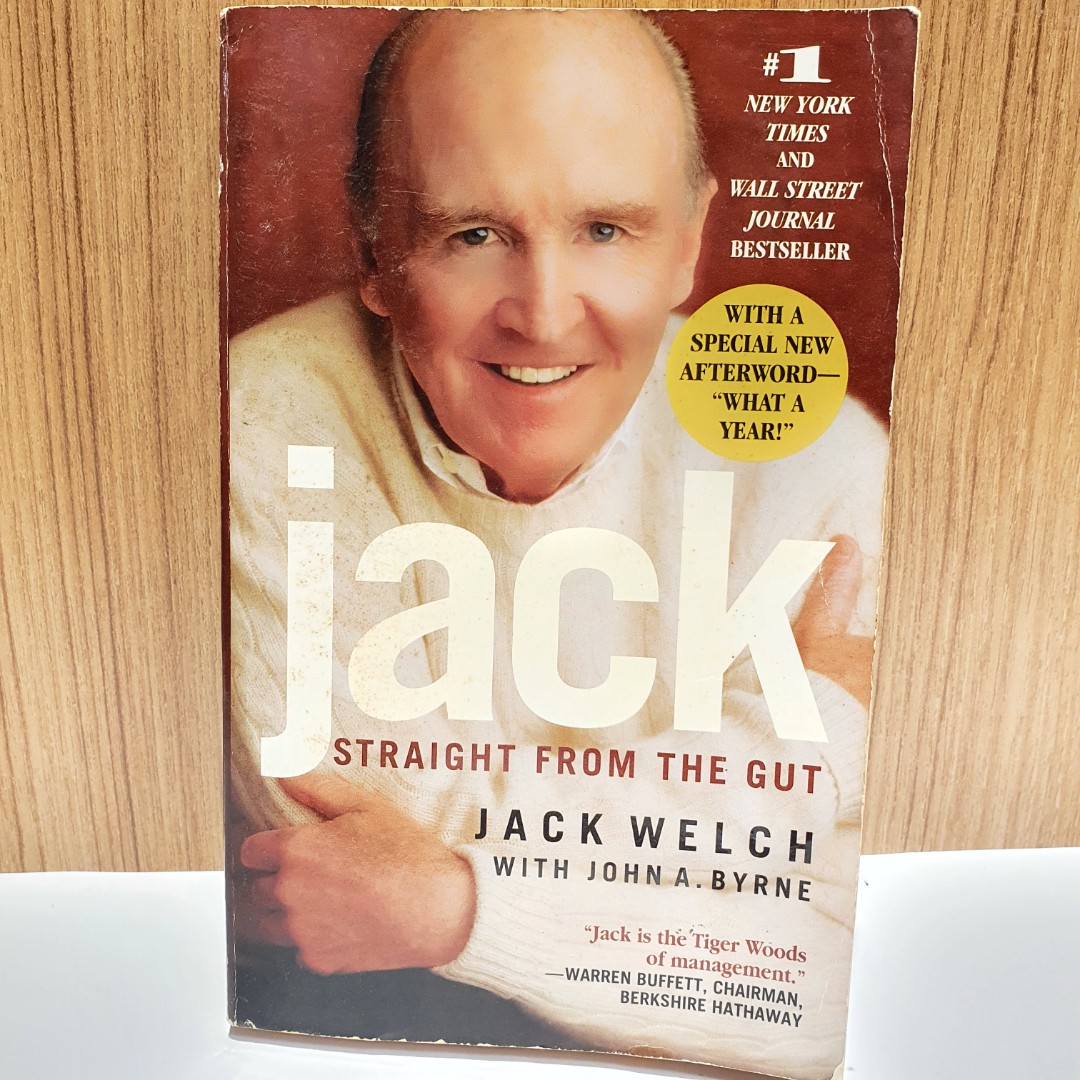 #1
NEW YORK
TIMES
AND
WALL STREET
JOURNAL
BESTSELLER
WITH A
SPECIAL NEW
AFTERWORD—
“WHAT A
YEAR!”
jack
STRAIGHT FROM THE GUT
JACK WELCH
WITH JOHN A. BYRNE
“Jack is the Tiger Woods
of management.”
—WARREN BUFFETT, CHAIRMAN,
BERKSHIRE HATHAWAY